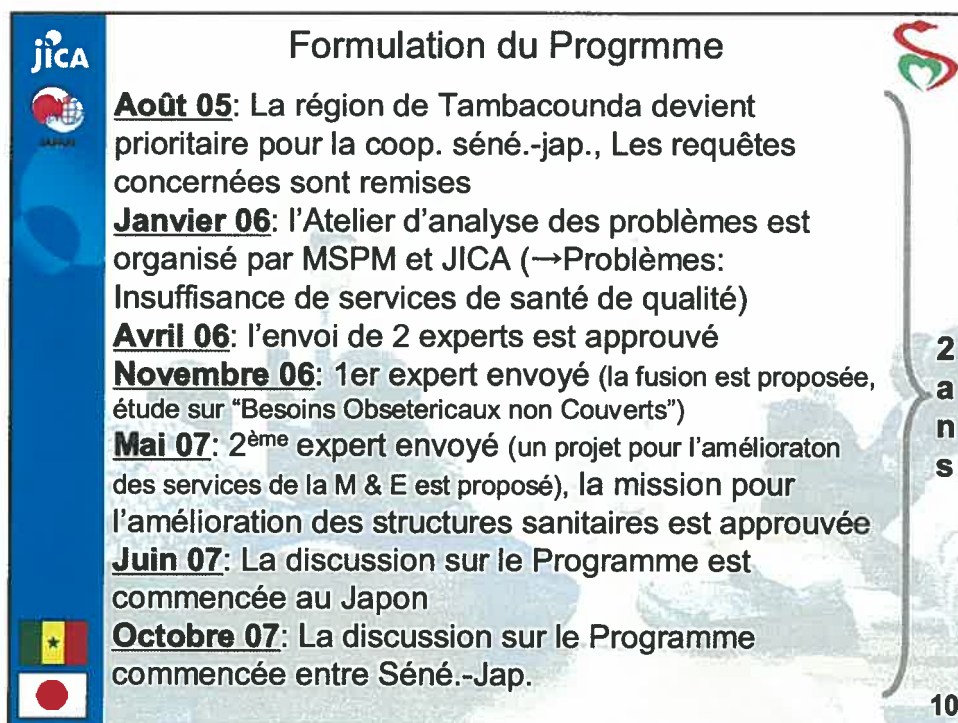 jica
Formulation du Progrmme
JAPAN
Août 05: La région de Tambacounda devient
prioritaire pour la coop. séné.-jap., Les requêtes
concernées sont remises
Janvier 06: l'Atelier d'analyse des problèmes est
organisé par MSPM et JICA (→Problèmes:
Insuffisance de services de santé de qualité)
Avril 06: l'envoi de 2 experts est approuvé
Novembre 06: 1er expert envoyé (la fusion est proposée,
étude sur "Besoins Obsetericaux non Couverts")
Mai 07: 2ème expert envoyé (un projet pour l'amélioraton
des services de la M & E est proposé), la mission pour
l'amélioration des structures sanitaires est approuvée
Juin 07: La discussion sur le Programme est
commencée au Japon
Octobre 07: La discussion sur le Programme
commencée entre Séné.-Jap.
2
a
n
s
10